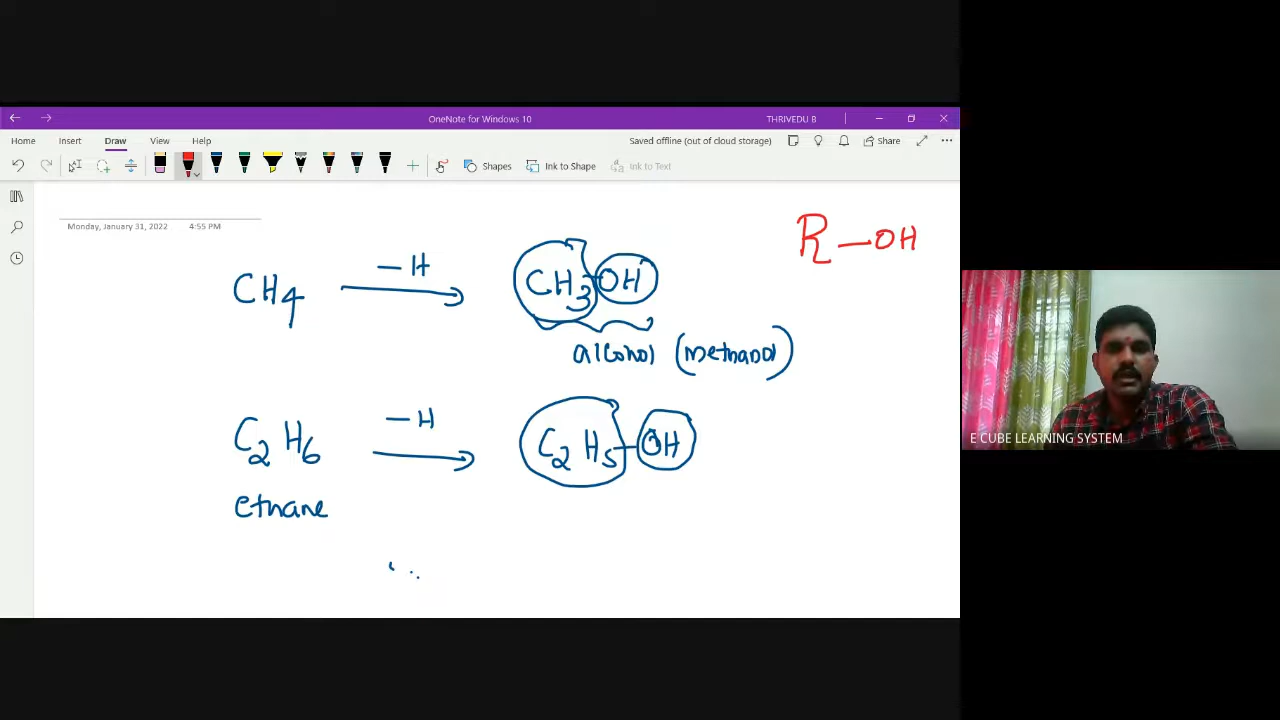 OneNote for Windows 10
THRIVEDU B
Home Insert Draw View Help
Saved offline (out of cloud storage)
Share
Shapes
Ink to Shape
Ink to Text
Monday, January 31, 2022 4:55 PM
R—OH
CH4 —H CH3-OH
alcohol (methanol)
C2H6 —H C2H5-OH
ethane
E CUBE LEARNING SYSTEM